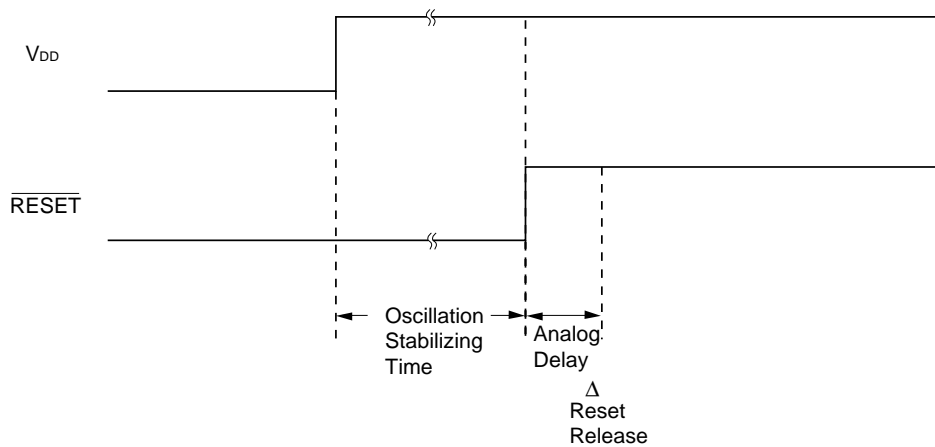 VDD
RESET
Oscillation
Stabilizing
Time
Analog
Delay
Δ
Reset
Release